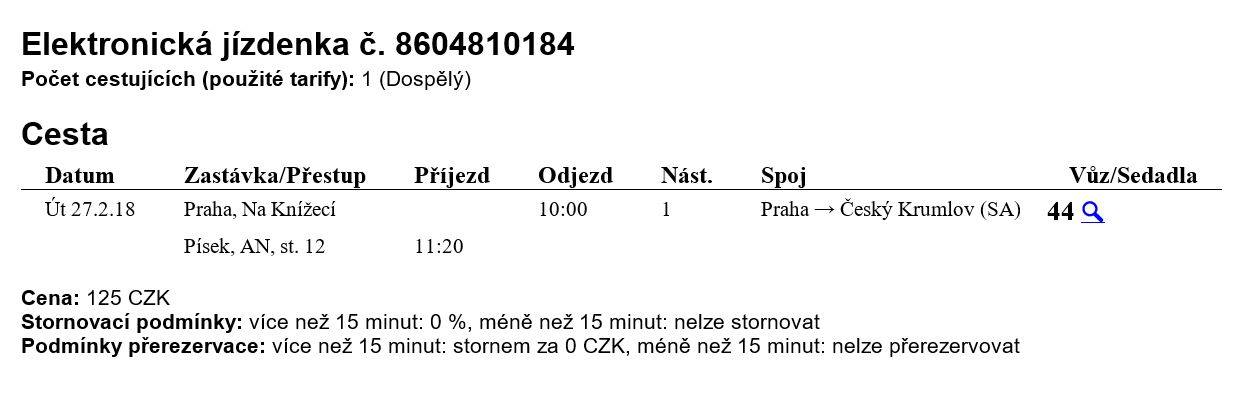 Elektronická jízdenka č. 8604810184
Počet cestujících (použité tarify): 1 (Dospělý)
Cesta
Datum Zastávka/Přestup Příjezd Odjezd Nást. Spoj Vůz/Sedadla
Út 27.2.18 Praha, Na Knížecí 10:00 1 Praha → Český Krumlov (SA) 44
Písek, AN, st. 12 11:20
Cena: 125 CZK
Stornovací podmínky: více než 15 minut: 0 %, méně než 15 minut: nelze stornovat
Podmínky přerezervace: více než 15 minut: stornem za 0 CZK, méně než 15 minut: nelze přerezervovat